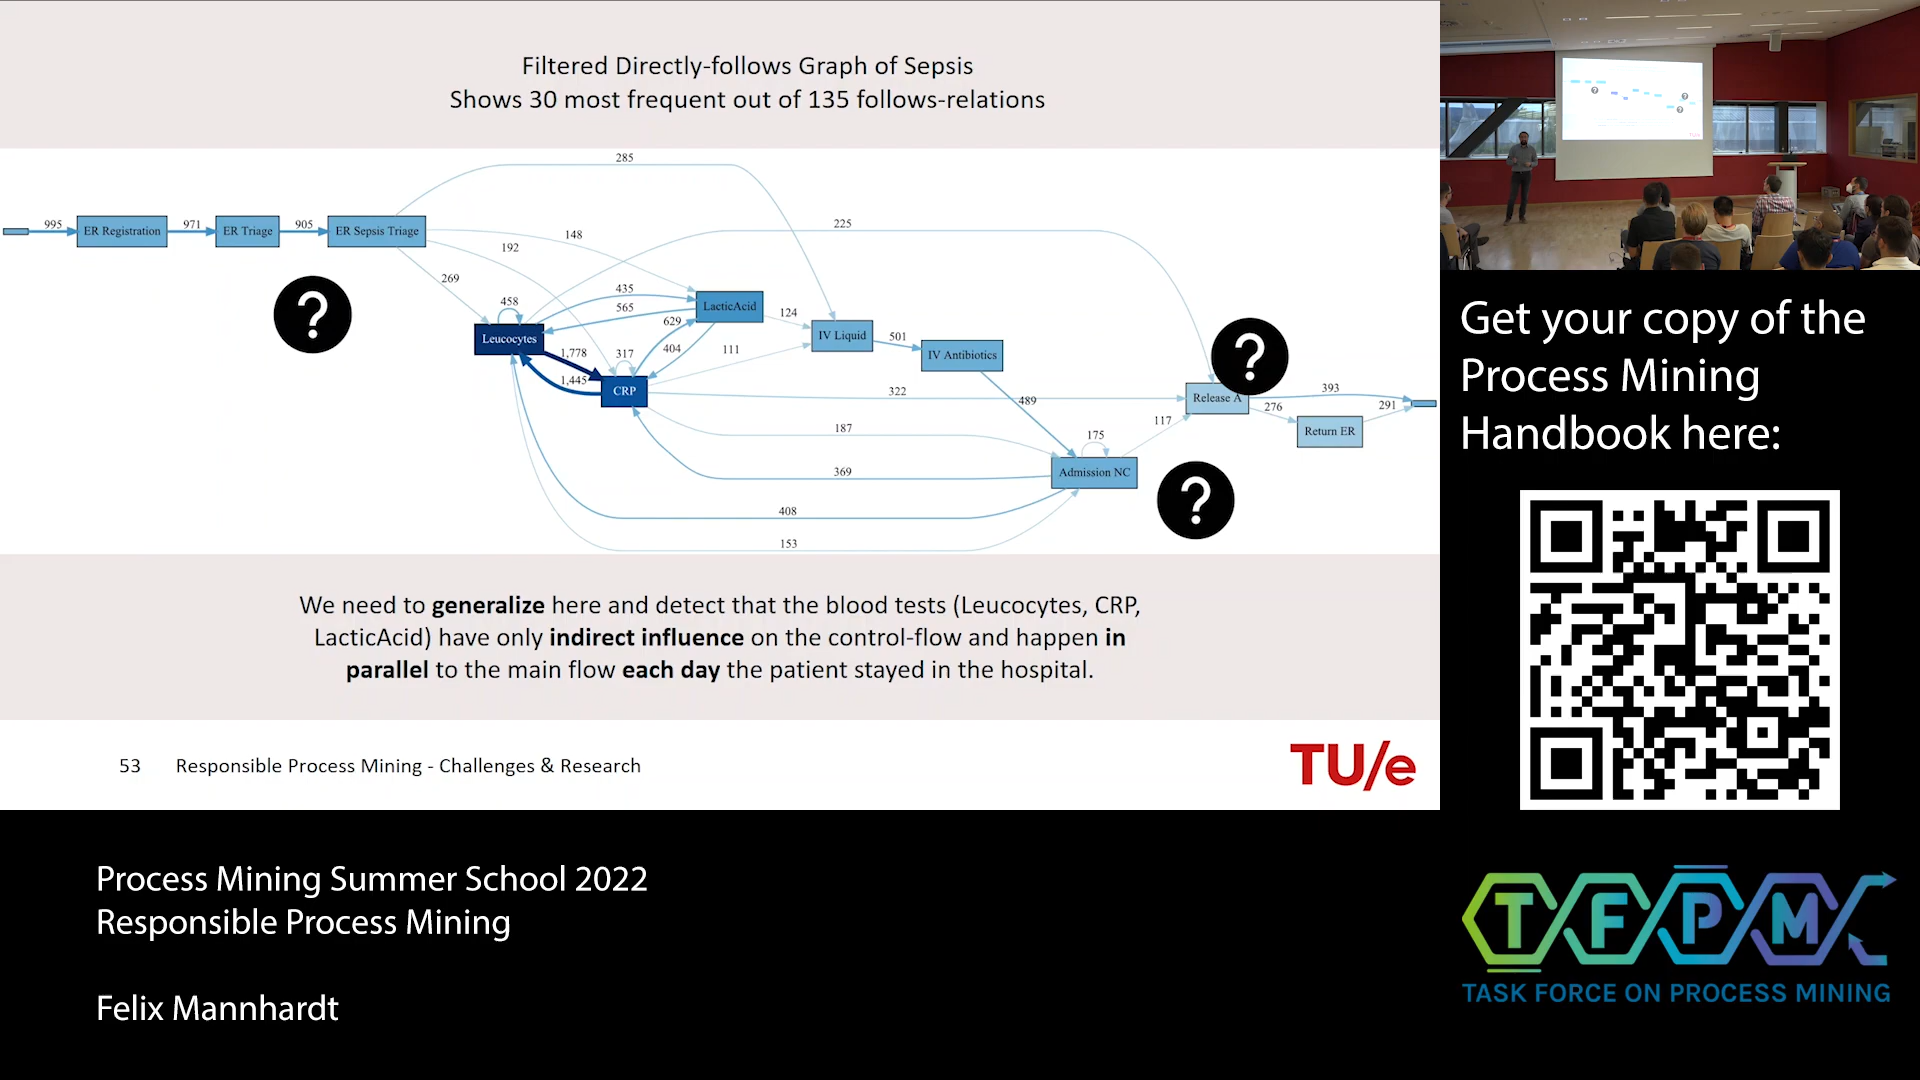 Filtered Directly-follows Graph of Sepsis
Shows 30 most frequent out of 135 follows-relations
285
995
ER Registration
971
ER Triage
905
ER Sepsis Triage
192
148
225
269
458
435
565
LacticAcid
Leucocytes
629
124
IV Liquid
501
IV Antibiotics
1,778
317
404
111
1,445
CRP
322
489
Release A
393
276
291
Return ER
117
187
175
369
Admission NC
408
153
?
?
?
We need to generalize here and detect that the blood tests (Leucocytes, CRP,
LacticAcid) have only indirect influence on the control-flow and happen in
parallel to the main flow each day the patient stayed in the hospital.
53 Responsible Process Mining - Challenges & Research
TU/e
Get your copy of the
Process Mining
Handbook here:
Process Mining Summer School 2022
Responsible Process Mining
Felix Mannhardt
TFPM
TASK FORCE ON PROCESS MINING